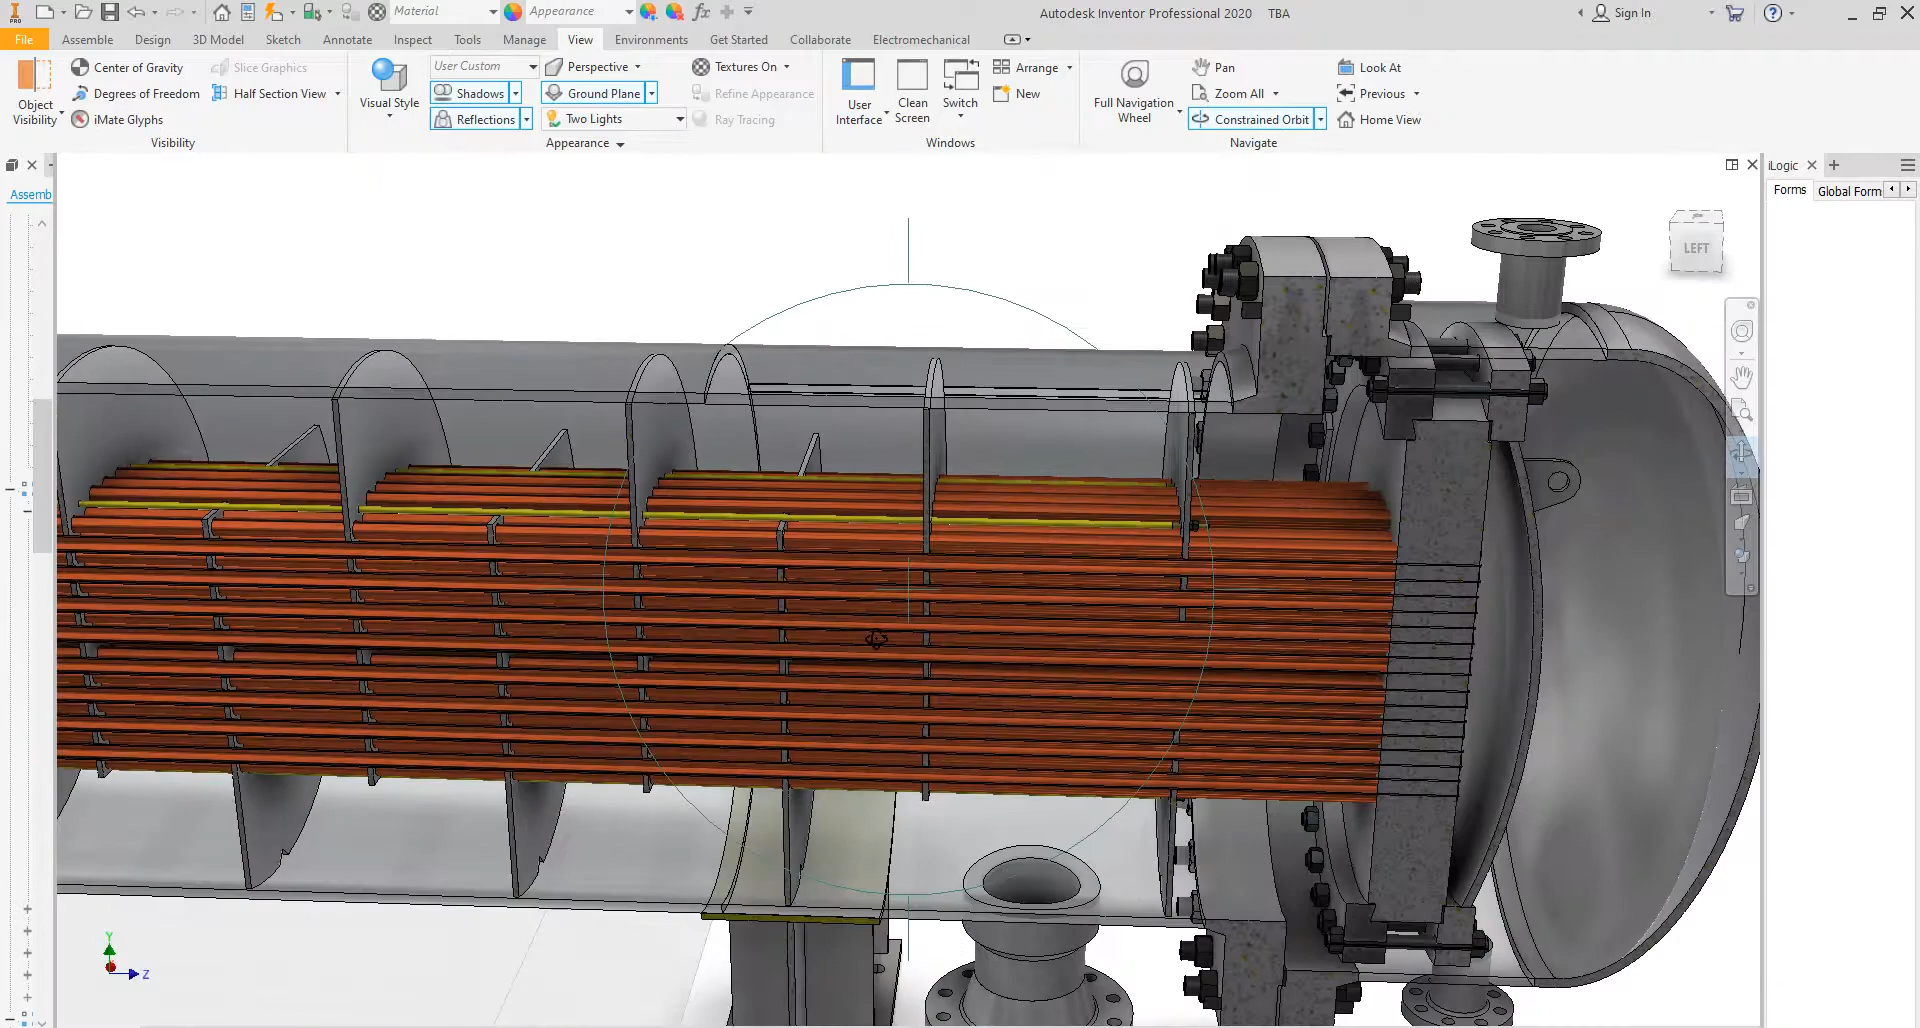 PRO
Material
Appearance
fx
Autodesk Inventor Professional 2020 TBA
Sign In
File
Assemble
Design
3D Model
Sketch
Annotate
Inspect
Tools
Manage
View
Environments
Get Started
Collaborate
Electromechanical
Object Visibility
Center of Gravity
Degrees of Freedom
iMate Glyphs
Slice Graphics
Half Section View
Visibility
Visual Style
User Custom
Shadows
Reflections
Perspective
Ground Plane
Two Lights
Textures On
Refine Appearance
Ray Tracing
Appearance
User Interface
Clean Screen
Switch
Arrange
New
Windows
Full Navigation Wheel
Pan
Zoom All
Constrained Orbit
Look At
Previous
Home View
Navigate
Assemb
iLogic
Forms
Global Form
LEFT
Y
Z